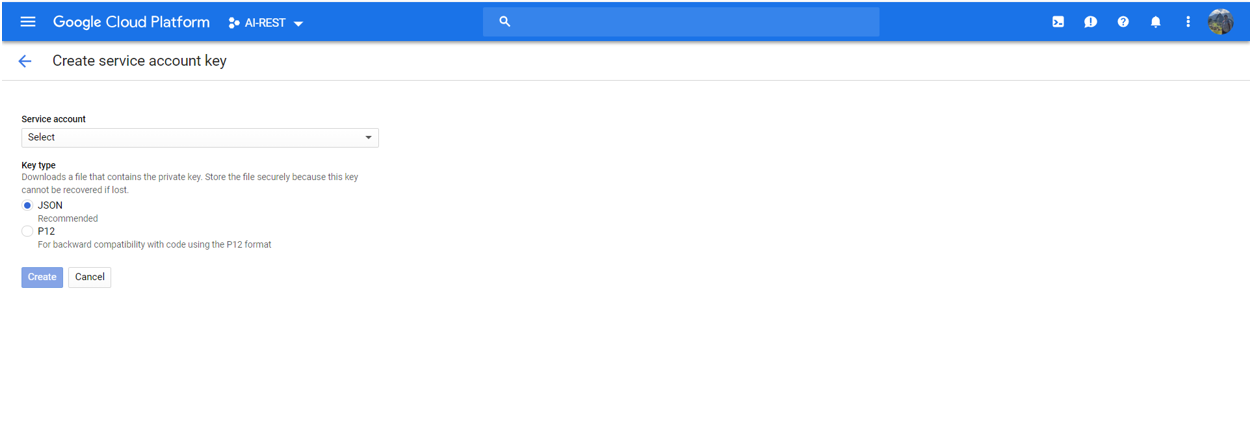 Google Cloud Platform AI-REST
Create service account key
Service account
Select
Key type
Downloads a file that contains the private key. Store the file securely because this key
cannot be recovered if lost.
JSON
Recommended
P12
For backward compatibility with code using the P12 format
Create Cancel